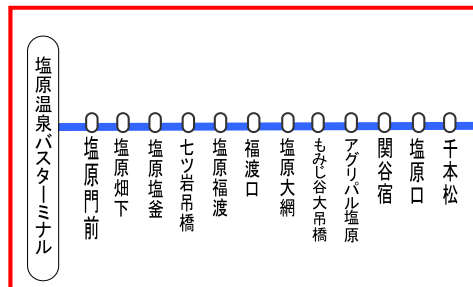 塩原温泉バスターミナル
塩原門前
塩原畑下
塩原塩釜
七ツ岩吊橋
塩原福渡
福渡口
塩原大網
もみじ谷大吊橋
アグリパル塩原
関谷宿
塩原口
千本松